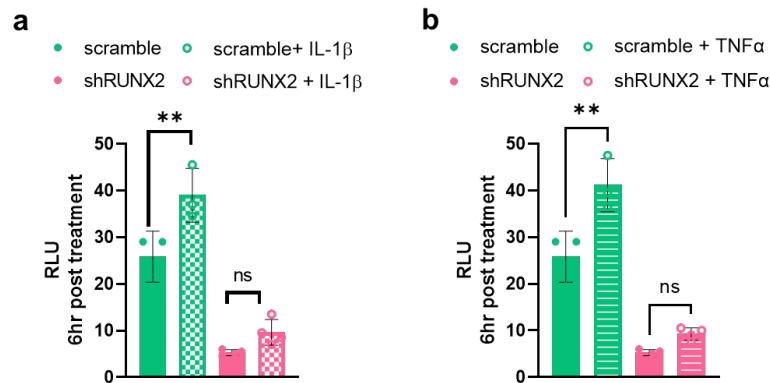 a
scramble scramble+ IL-1β
shRUNX2 shRUNX2 + IL-1β
**
ns
50
40
30
20
10
0
RLU
6hr post treatment
b
scramble scramble + TNFα
shRUNX2 shRUNX2 + TNFα
**
ns
50
40
30
20
10
0
RLU
6hr post treatment